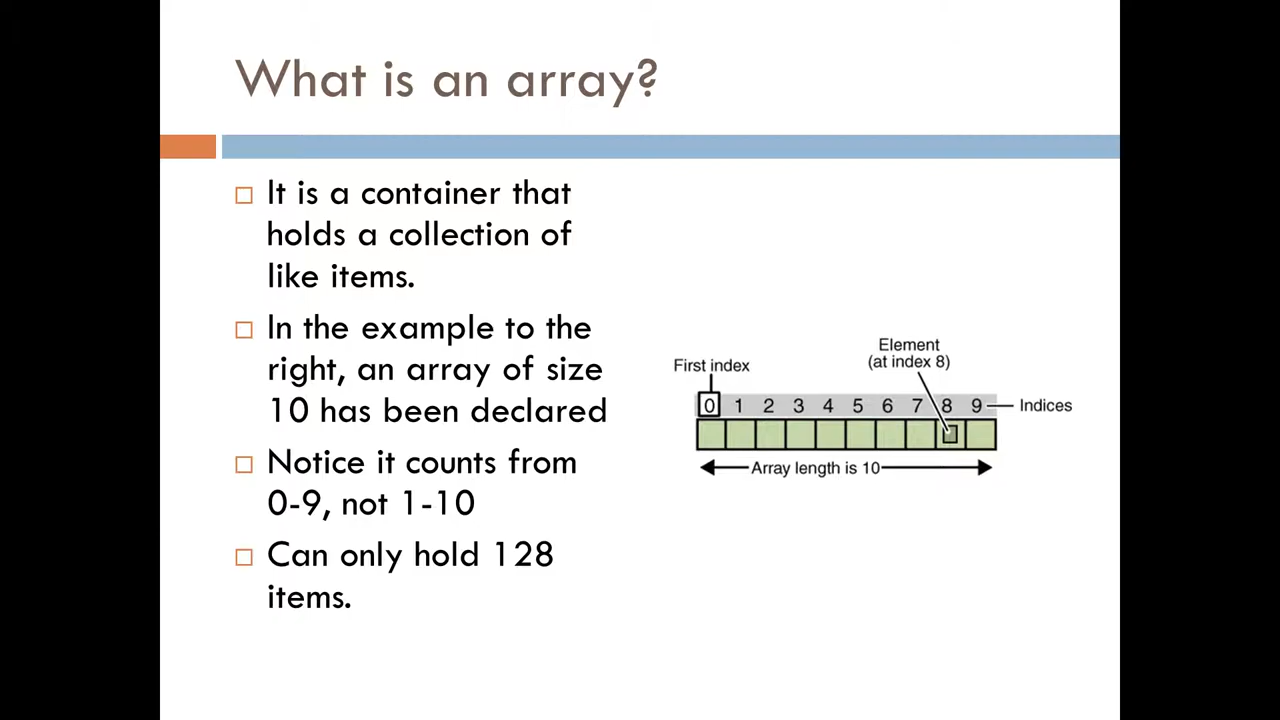 What is an array?
It is a container that
holds a collection of
like items.
In the example to the
right, an array of size
10 has been declared
Notice it counts from
0-9, not 1-10
Can only hold 128
items.
Element
(at index 8)
First index
0 1 2 3 4 5 6 7 8 9 Indices
Array length is 10